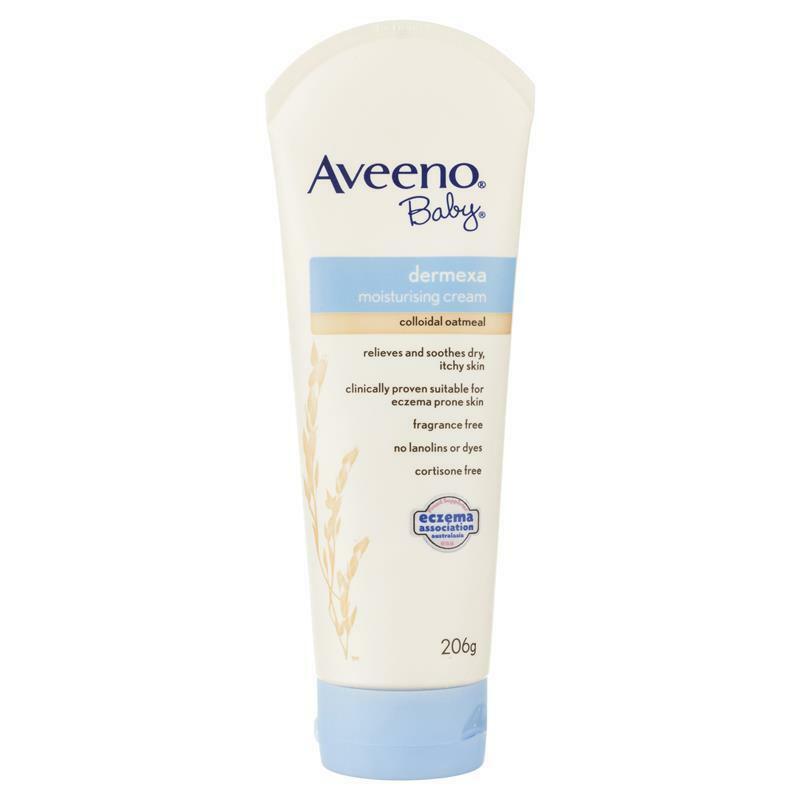 Aveeno®
Baby®
dermexa
moisturising cream
colloidal oatmeal
relieves and soothes dry,
itchy skin
clinically proven suitable for
eczema prone skin
fragrance free
no lanolins or dyes
cortisone free
eczema
association
australasia
206g